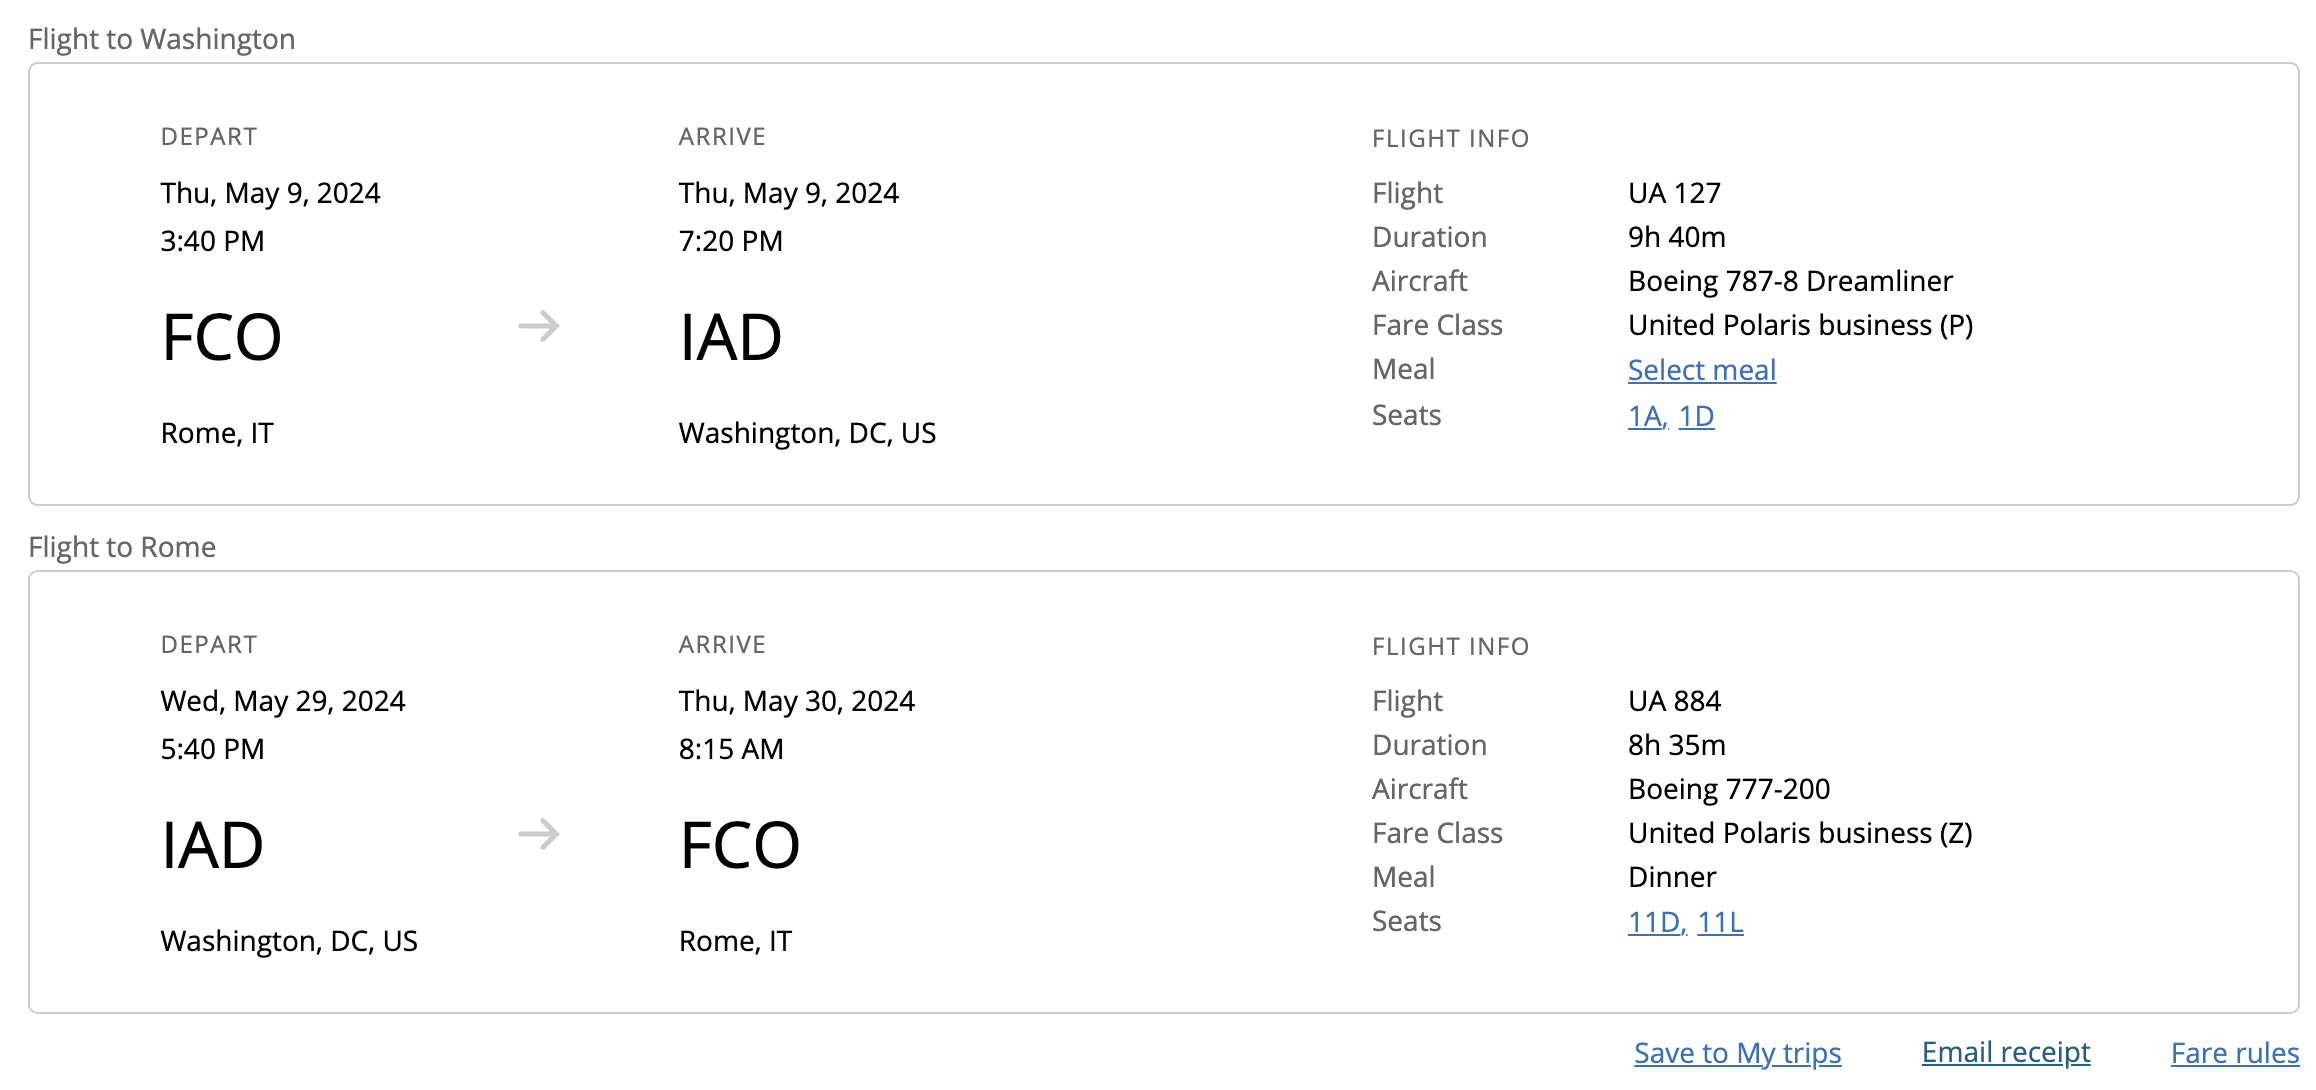 Flight to Washington
DEPART
Thu, May 9, 2024
3:40 PM
FCO
Rome, IT
ARRIVE
Thu, May 9, 2024
7:20 PM
IAD
Washington, DC, US
FLIGHT INFO
Flight UA 127
Duration 9h 40m
Aircraft Boeing 787-8 Dreamliner
Fare Class United Polaris business (P)
Meal Select meal
Seats 1A, 1D
Flight to Rome
DEPART
Wed, May 29, 2024
5:40 PM
IAD
Washington, DC, US
ARRIVE
Thu, May 30, 2024
8:15 AM
FCO
Rome, IT
FLIGHT INFO
Flight UA 884
Duration 8h 35m
Aircraft Boeing 777-200
Fare Class United Polaris business (Z)
Meal Dinner
Seats 11D, 11L
Save to My trips Email receipt Fare rules